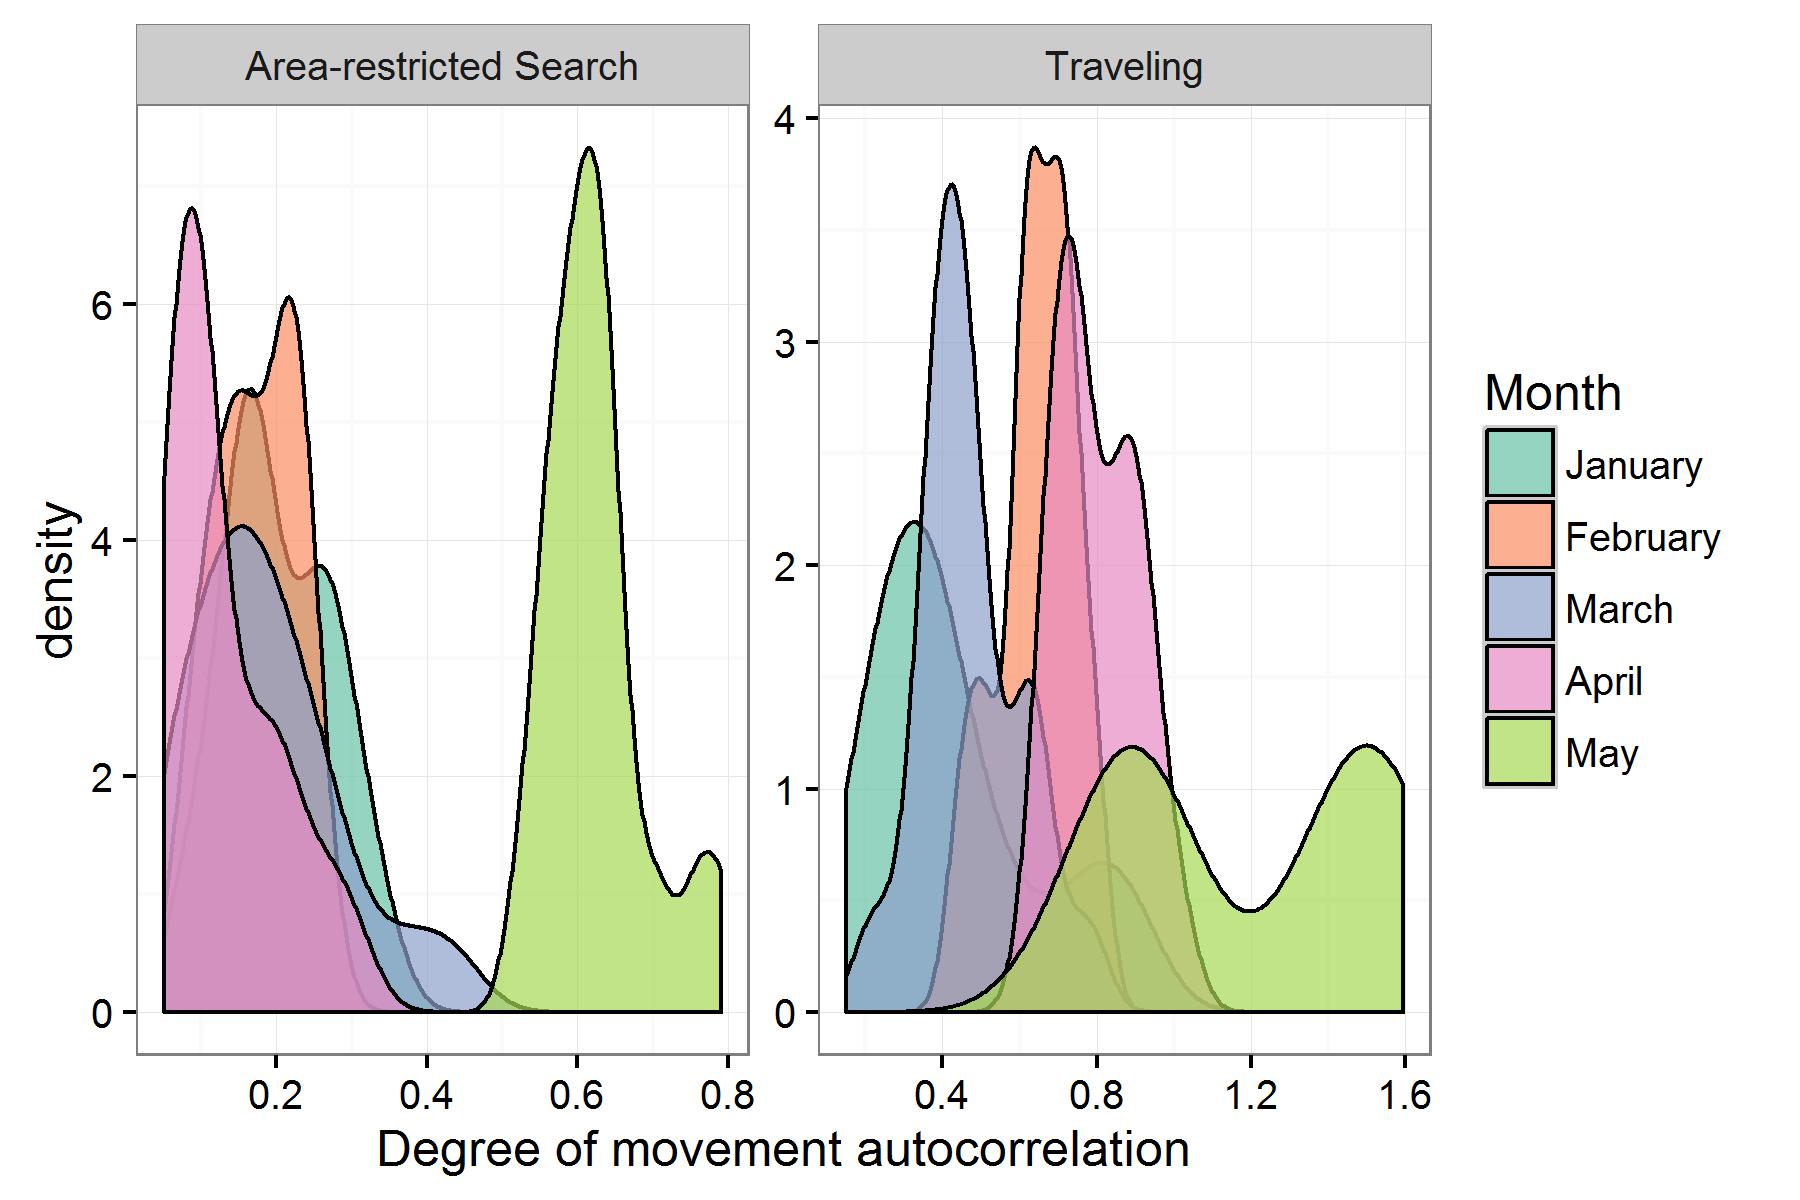 Area-restricted Search
Traveling
density
6
4
2
0
4
3
2
1
0
0.2 0.4 0.6 0.8
0.4 0.8 1.2 1.6
Degree of movement autocorrelation
Month
January
February
March
April
May